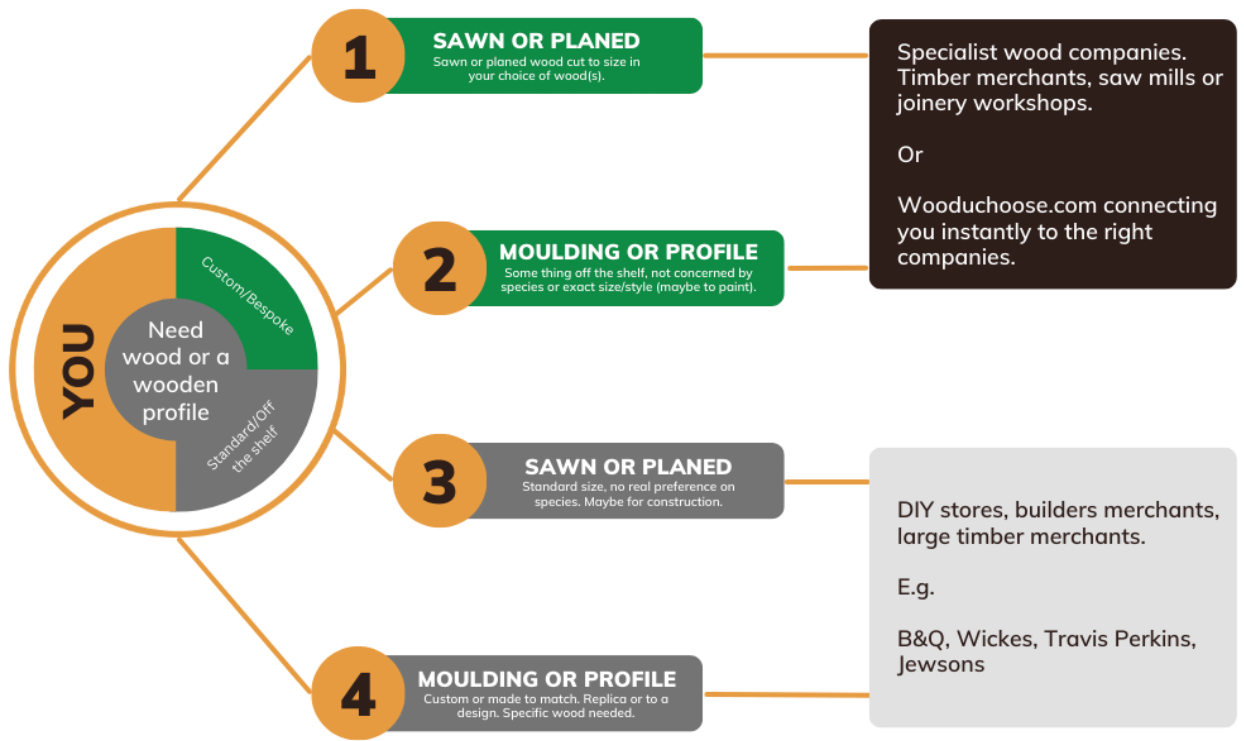 YOU
Need
wood or a
wooden
profile
Custom/Bespoke
Standard/Off
the shelf
1
SAWN OR PLANED
Sawn or planed wood cut to size in
your choice of wood(s).
2
MOULDING OR PROFILE
Some thing off the shelf, not concerned by
species or exact size/style (maybe to paint).
3
SAWN OR PLANED
Standard size, no real preference on
species. Maybe for construction.
4
MOULDING OR PROFILE
Custom or made to match. Replica or to a
design. Specific wood needed.
Specialist wood companies.
Timber merchants, saw mills or
joinery workshops.
Or
Wooduchoose.com connecting
you instantly to the right
companies.
DIY stores, builders merchants,
large timber merchants.
E.g.
B&Q, Wickes, Travis Perkins,
Jewsons